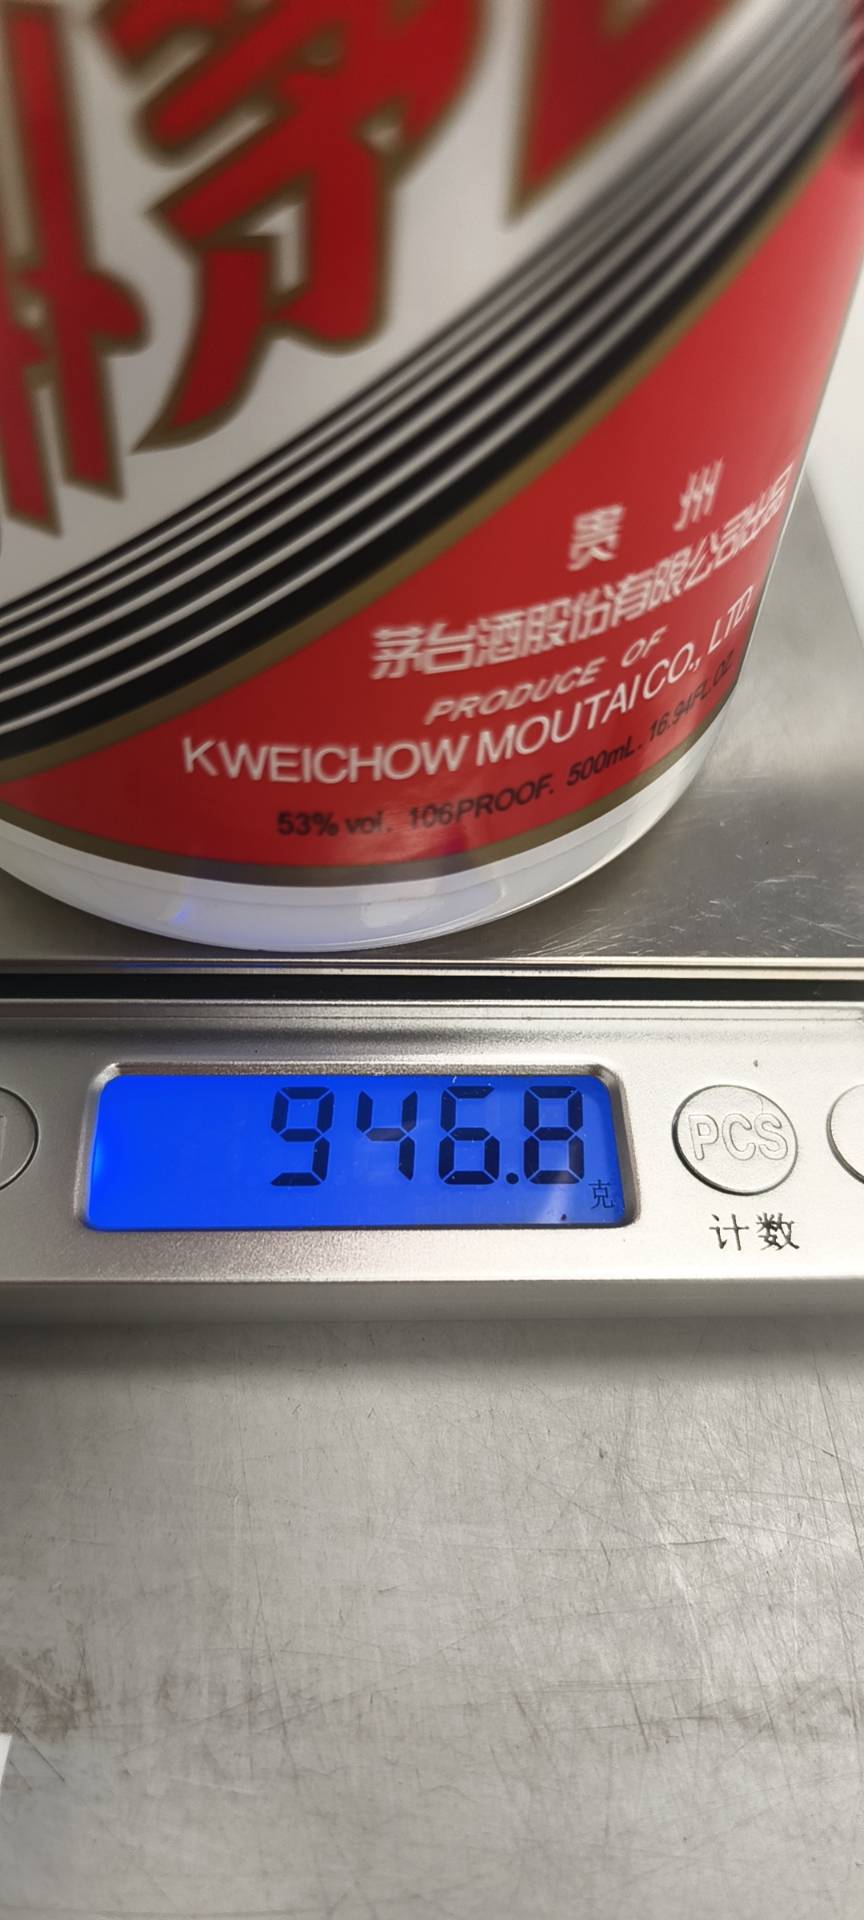 贵 州
茅台酒股份有限公司出品
PRODUCE OF
KWEICHOW MOUTAI CO., LTD.
53% vol. 106PROOF. 500mL. 16.94FL.OZ
946.8
克
PCS
计数